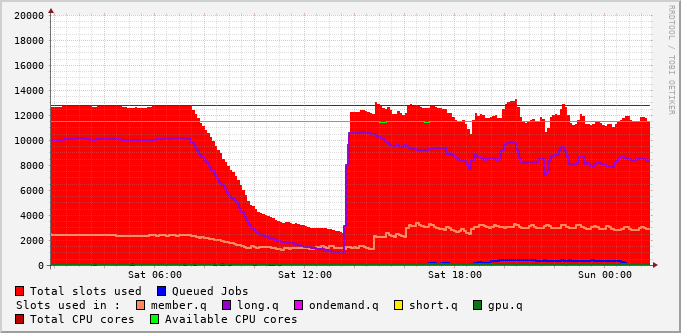 20000
18000
16000
14000
12000
10000
8000
6000
4000
2000
0
Sat 06:00 Sat 12:00 Sat 18:00 Sun 00:00
RRDTOOL / TOBI OETIKER
Total slots used Queued Jobs
Slots used in : member.q long.q ondemand.q short.q gpu.q
Total CPU cores Available CPU cores